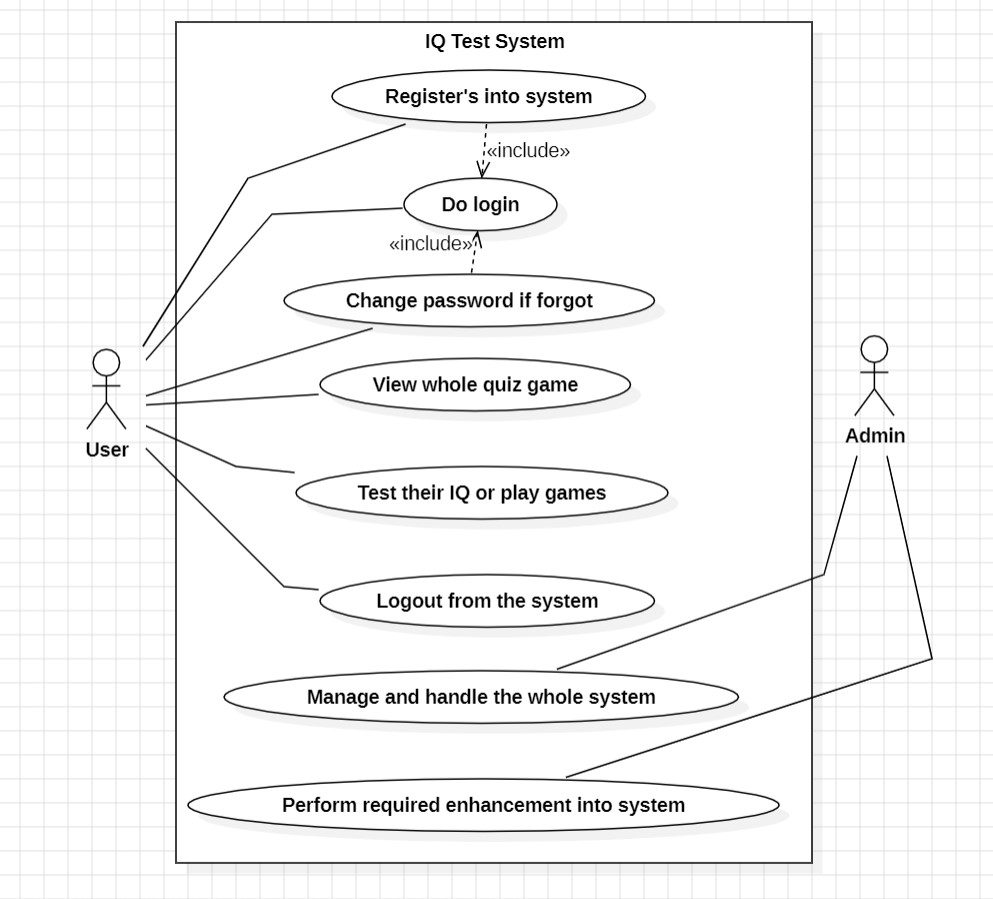 IQ Test System
Register's into system
«include»
Do login
«include»
Change password if forgot
View whole quiz game
User
Admin
Test their IQ or play games
Logout from the system
Manage and handle the whole system
Perform required enhancement into system